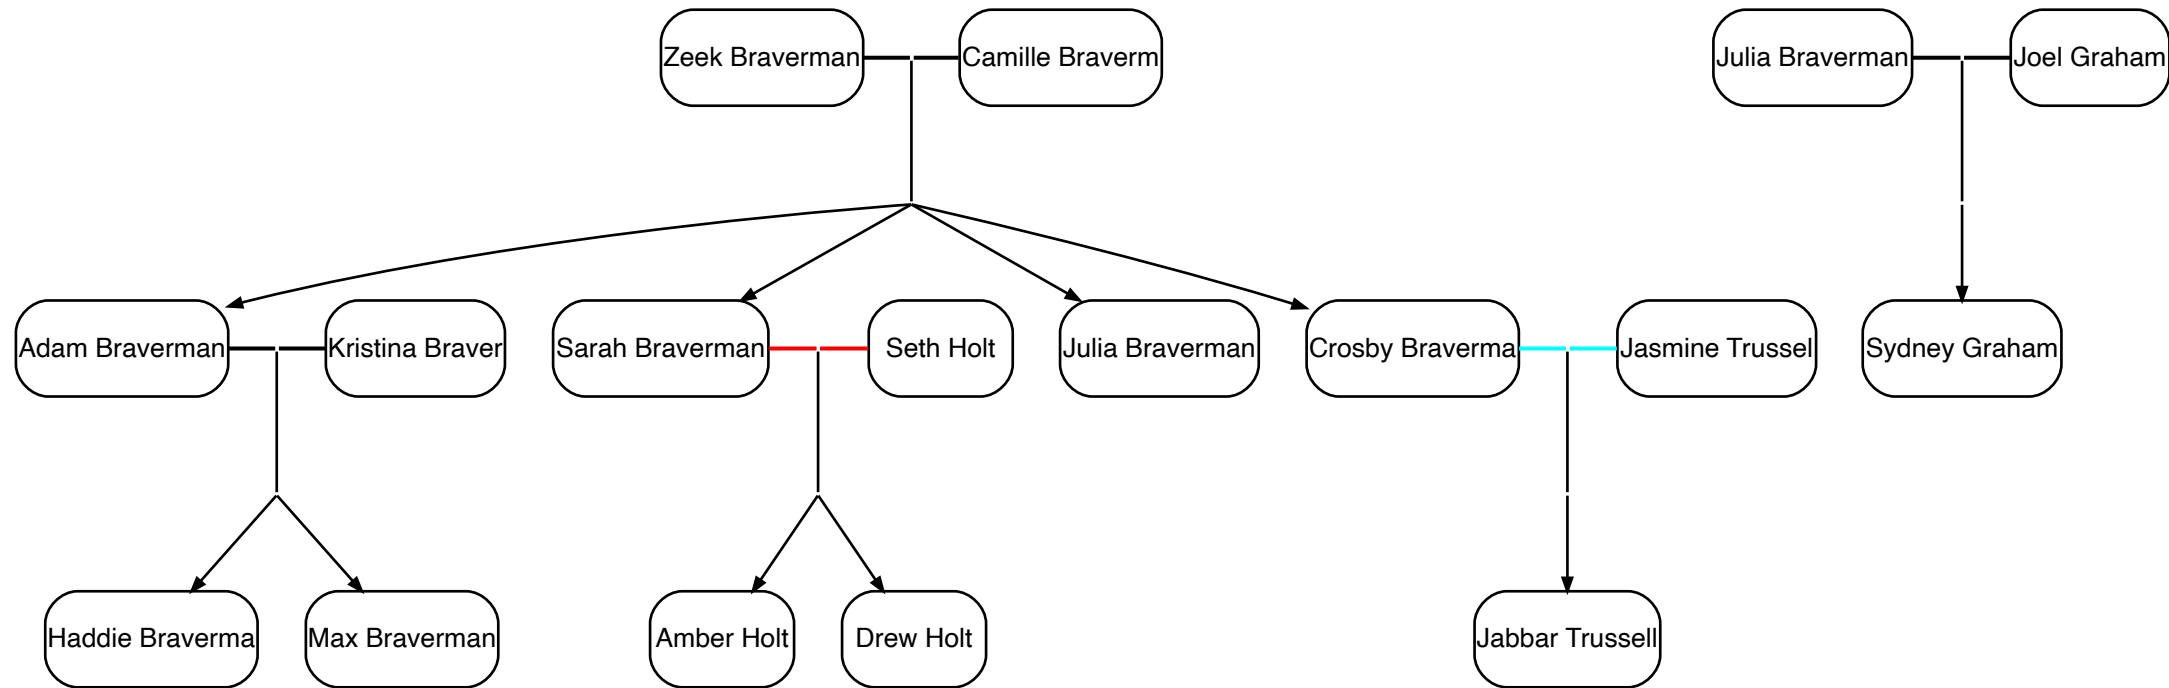 Zeek Braverman
Camille Braverm
Julia Braverman
Joel Graham
Adam Braverman
Kristina Braver
Sarah Braverman
Seth Holt
Julia Braverman
Crosby Braverma
Jasmine Trussel
Sydney Graham
Haddie Braverma
Max Braverman
Amber Holt
Drew Holt
Jabbar Trussell